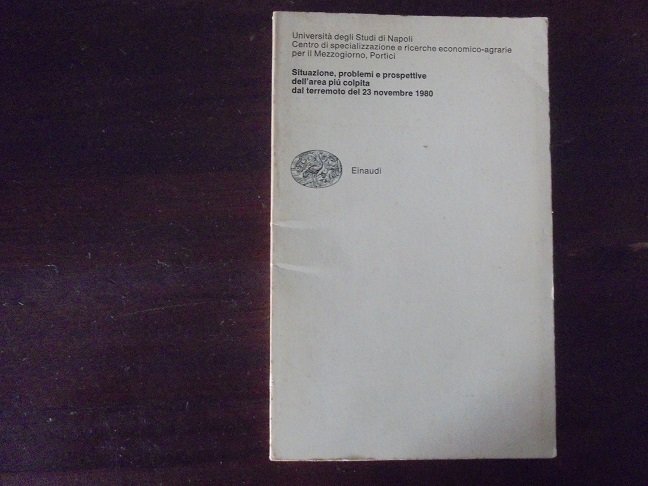 Università degli Studi di Napoli
Centro di specializzazione e ricerche economico-agrarie
per il Mezzogiorno, Portici
Situazione, problemi e prospettive
dell'area piú colpita
dal terremoto del 23 novembre 1980
Einaudi